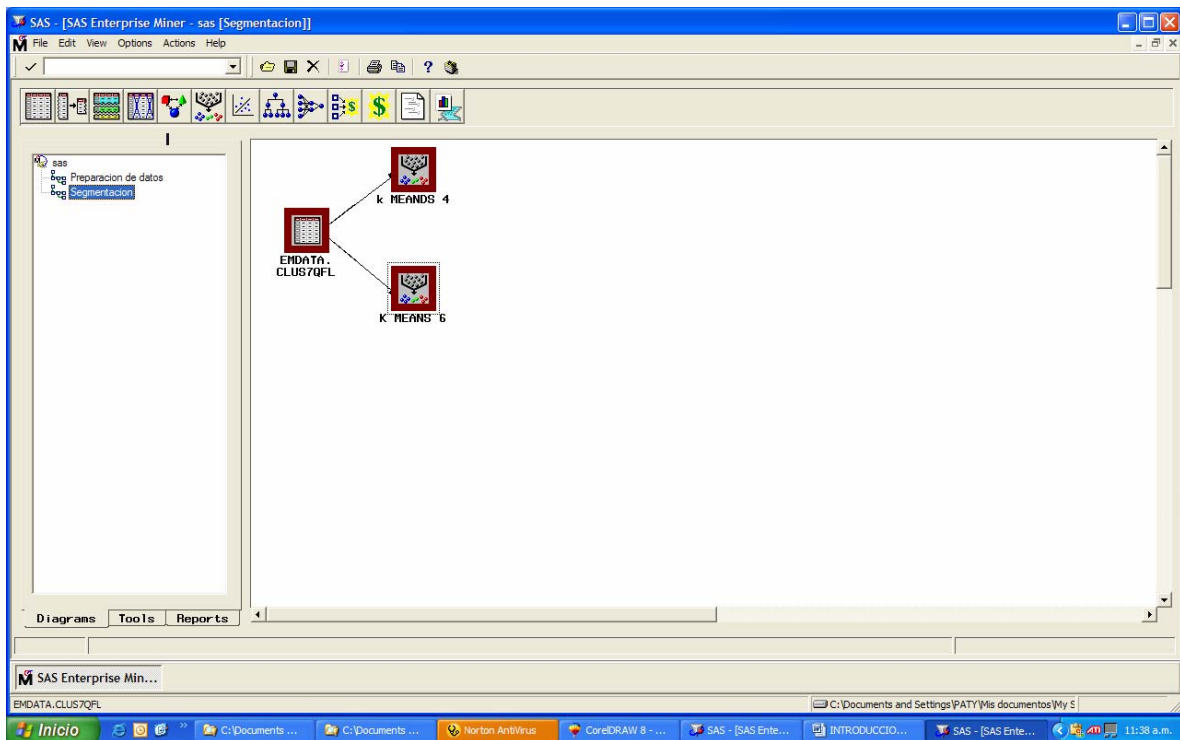 SAS - [SAS Enterprise Miner - sas [Segmentacion]]
File Edit View Options Actions Help
sas
Preparacion de datos
Segmentacion
k MEANDS 4
EMDATA.
CLUS7QFL
K MEANS 6
Diagrams Tools Reports
SAS Enterprise Min...
EMDATA.CLUS7QFL
C:\Documents and Settings\PATY\Mis documentos\My S
Inicio
C:\Documents ...
C:\Documents ...
Norton AntiVirus
CorelDRAW 8 - ...
SAS - [SAS Ente...
INTRODUCCIO...
SAS - [SAS Ente...
11:38 a.m.